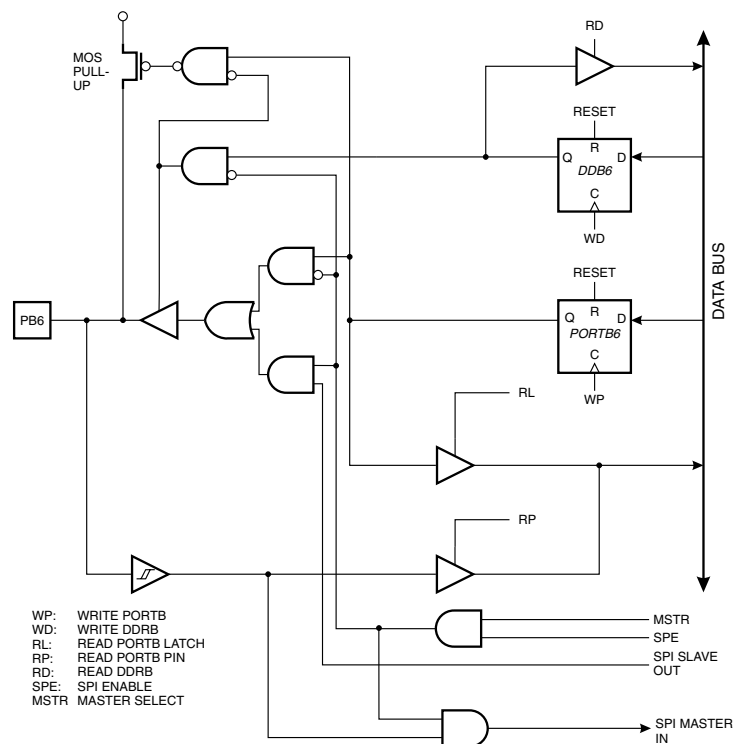 RD
MOS
PULL-
UP
RESET
R
Q
D
DDB6
C
WD
RESET
R
Q
D
PORTB6
C
WP
DATA BUS
PB6
RL
RP
WP: WRITE PORTB
WD: WRITE DDRB
RL: READ PORTB LATCH
RP: READ PORTB PIN
RD: READ DDRB
SPE: SPI ENABLE
MSTR MASTER SELECT
MSTR
SPE
SPI SLAVE
OUT
SPI MASTER
IN